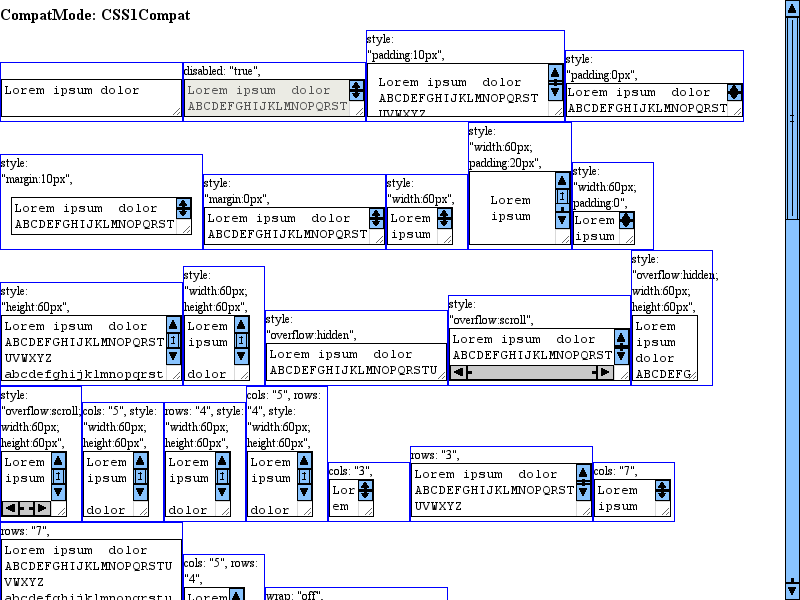 CompatMode: CSS1Compat
Lorem ipsum dolor
disabled: "true",
Lorem ipsum  dolor
ABCDEFGHIJKLMNOPQRST
style:
"padding:10px",
Lorem ipsum  dolor
ABCDEFGHIJKLMNOPQRST
UVWXYZ
style:
"padding:0px",
Lorem ipsum  dolor
ABCDEFGHIJKLMNOPQRST
style:
"margin:10px",
Lorem ipsum  dolor
ABCDEFGHIJKLMNOPQRST
style:
"margin:0px",
Lorem ipsum  dolor
ABCDEFGHIJKLMNOPQRST
style:
"width:60px",
Lorem
ipsum
style:
"width:60px;
padding:20px",
Lorem
ipsum
style:
"width:60px;
padding:0",
Lorem
ipsum
style:
"height:60px",
Lorem ipsum  dolor
ABCDEFGHIJKLMNOPQRST
UVWXYZ
abcdefghijklmnopqrst
style:
"width:60px;
height:60px",
Lorem
ipsum
dolor
style:
"overflow:hidden",
Lorem ipsum  dolor
ABCDEFGHIJKLMNOPQRSTU
style:
"overflow:scroll",
Lorem ipsum  dolor
ABCDEFGHIJKLMNOPQRST
style:
"overflow:hidden;
width:60px;
height:60px",
Lorem
ipsum
dolor
ABCDEFG
style:
"overflow:scroll;
width:60px;
height:60px",
Lorem
ipsum
cols: "5", style:
"width:60px;
height:60px",
Lorem
ipsum
dolor
rows: "4", style:
"width:60px;
height:60px",
Lorem
ipsum
dolor
cols: "5", rows:
"4", style:
"width:60px;
height:60px",
Lorem
ipsum
dolor
cols: "3",
Lor
em
rows: "3",
Lorem ipsum  dolor
ABCDEFGHIJKLMNOPQRST
UVWXYZ
cols: "7",
Lorem
ipsum
rows: "7",
Lorem ipsum  dolor
ABCDEFGHIJKLMNOPQRSTU
VWXYZ
abcdefghijklmnopqrstu
cols: "5", rows:
"4",
Lorem
wrap: "off",